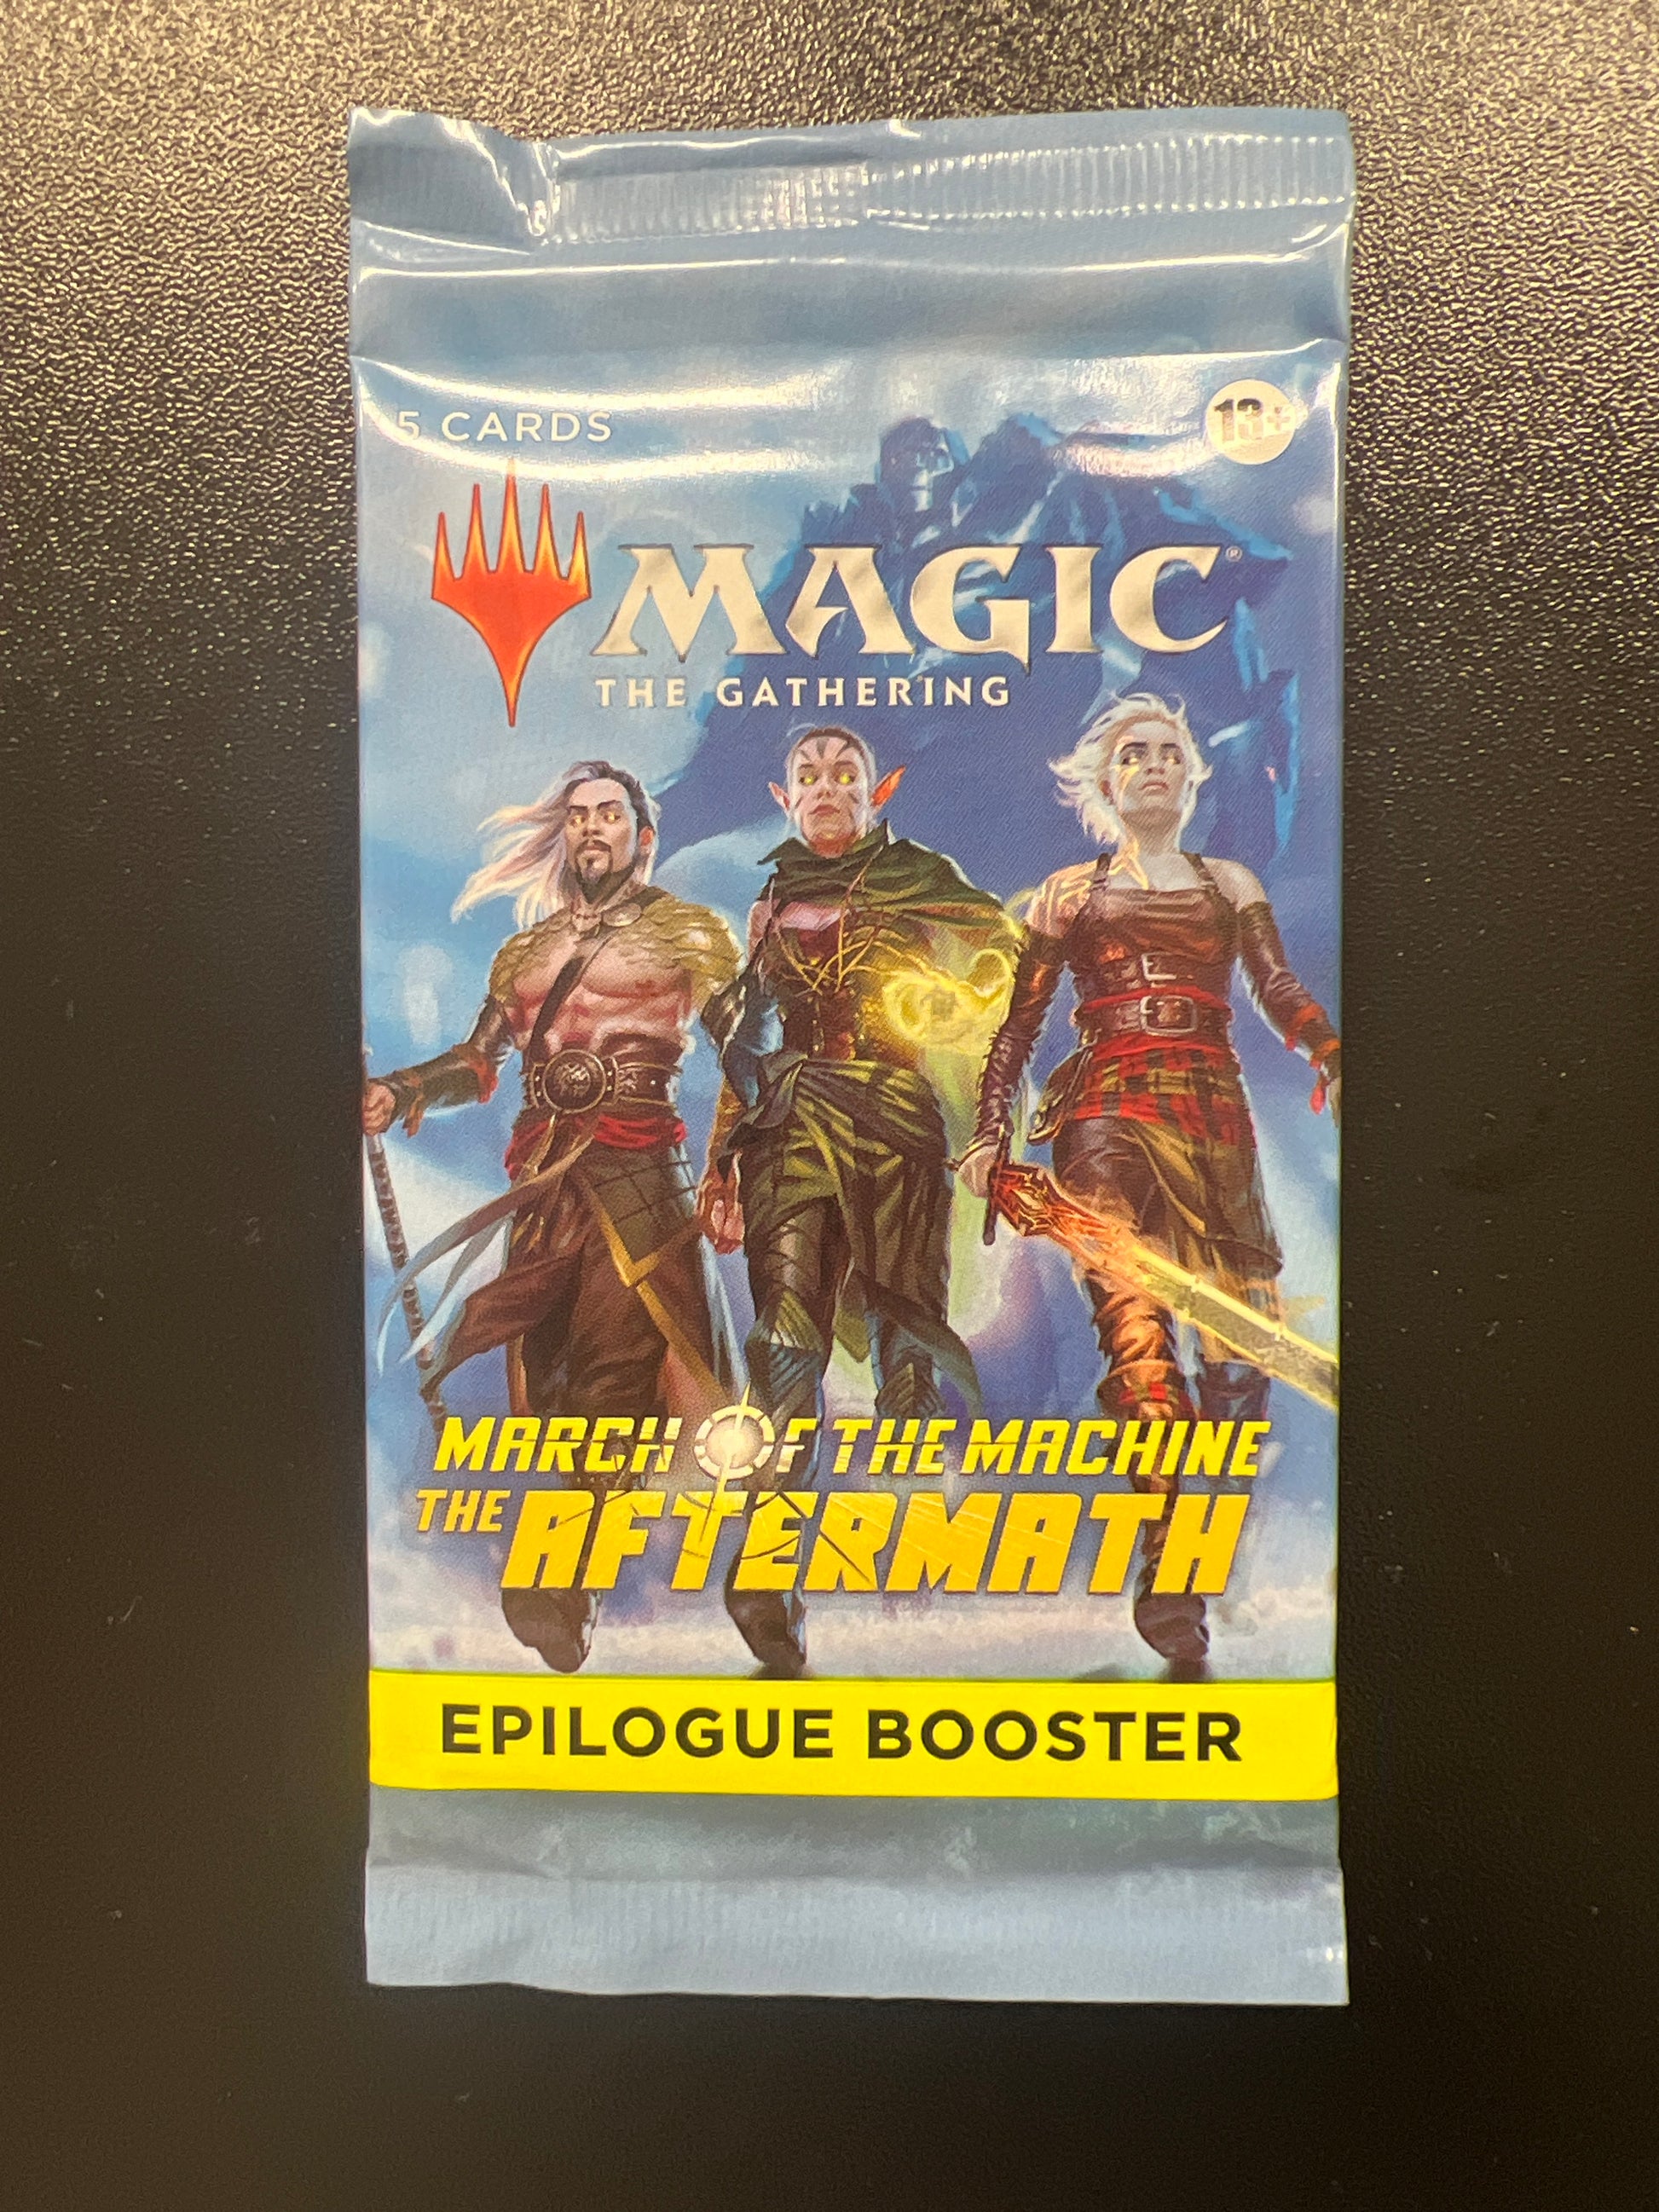 5 CARDS
13+
MAGIC®
THE GATHERING
MARCH OF THE MACHINE
THE AFTERMATH
EPILOGUE BOOSTER